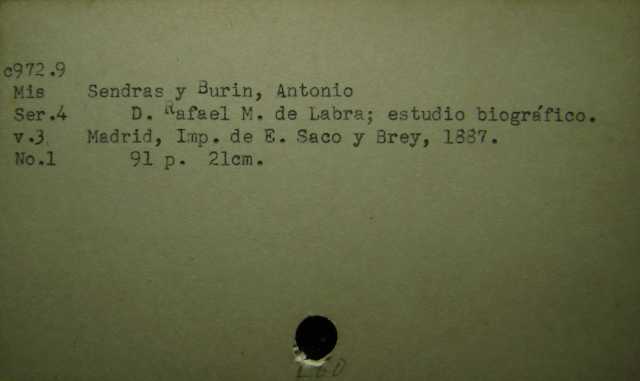 c972.9
Mis Sendras y Burin, Antonio
Ser.4 D. Rafael M. de Labra; estudio biográfico.
v.3 Madrid, Imp. de E. Saco y Brey, 1887.
No.1 91 p. 21cm.